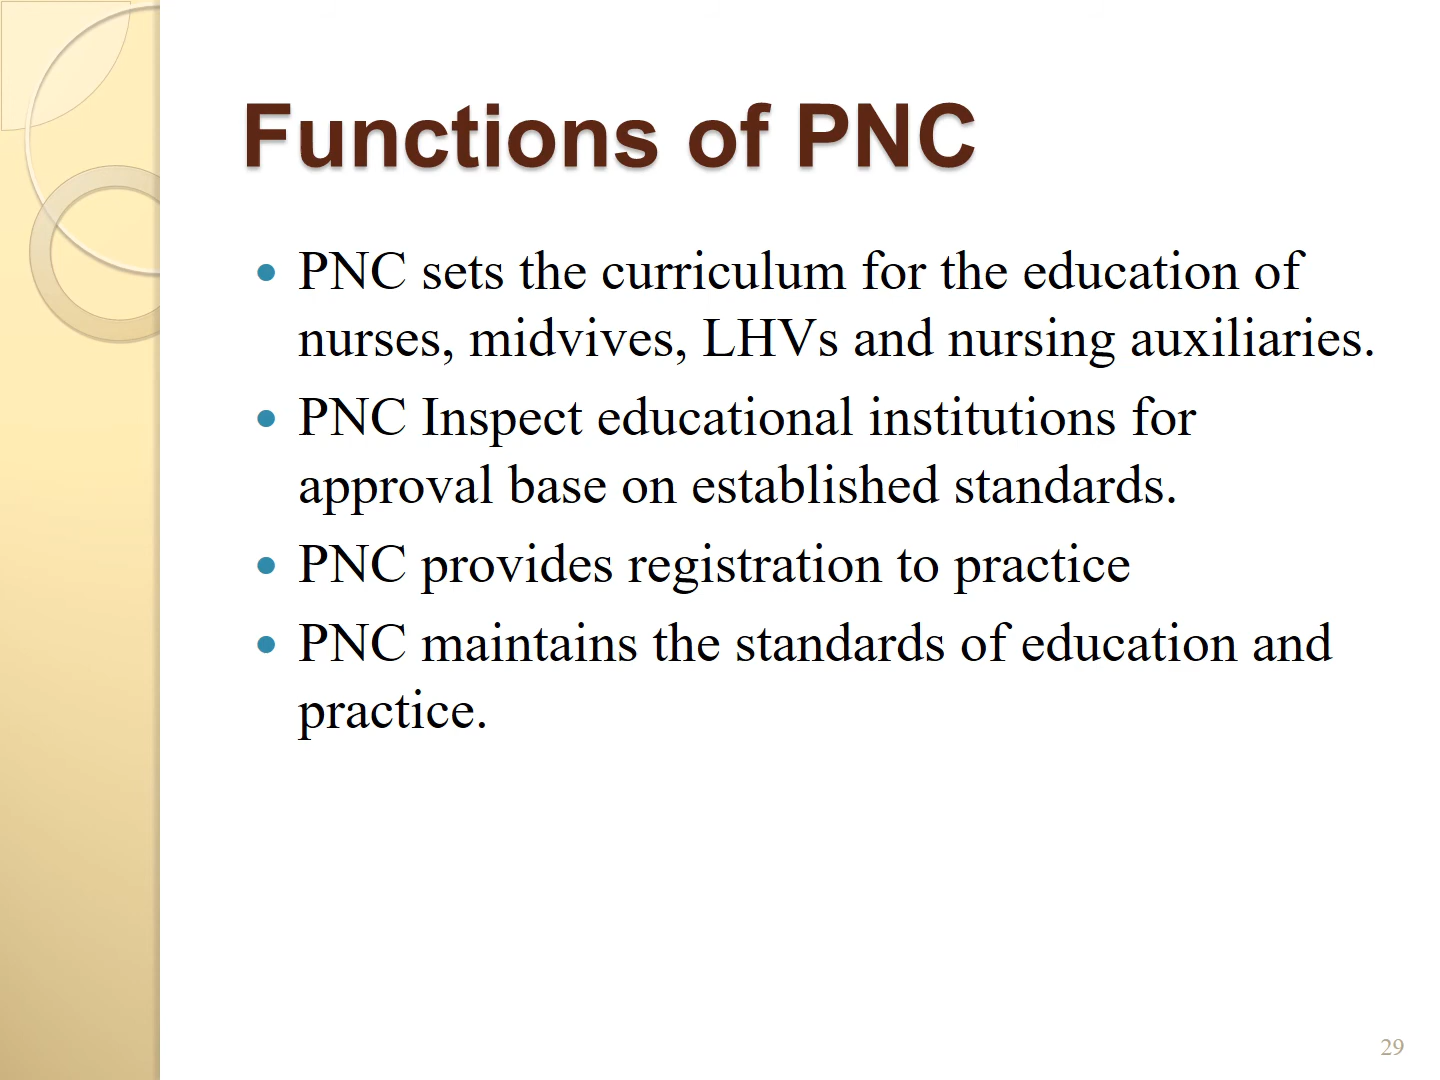 Functions of PNC
• PNC sets the curriculum for the education of
nurses, midvives, LHVs and nursing auxiliaries.
• PNC Inspect educational institutions for
approval base on established standards.
• PNC provides registration to practice
• PNC maintains the standards of education and
practice.
29